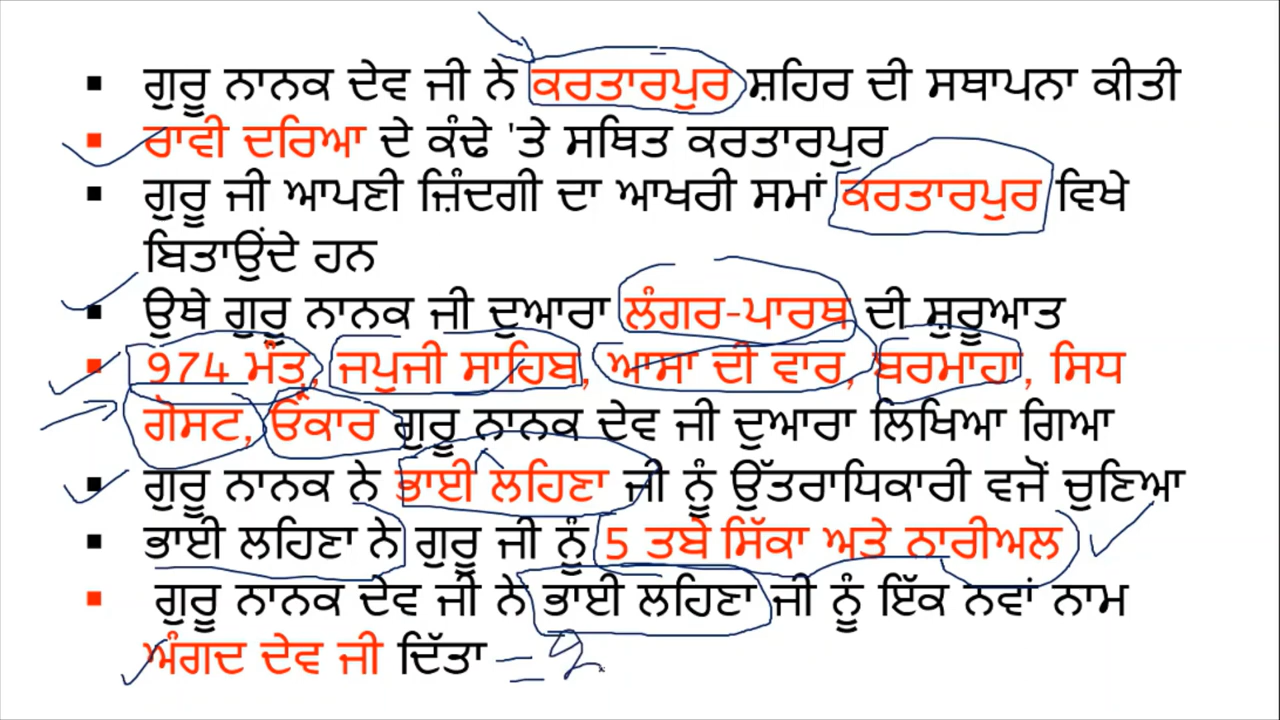 ▪ ਗੁਰੂ ਨਾਨਕ ਦੇਵ ਜੀ ਨੇ ਕਰਤਾਰਪੁਰ ਸ਼ਹਿਰ ਦੀ ਸਥਾਪਨਾ ਕੀਤੀ
▪ ਰਾਵੀ ਦਰਿਆ ਦੇ ਕੰਢੇ 'ਤੇ ਸਥਿਤ ਕਰਤਾਰਪੁਰ
▪ ਗੁਰੂ ਜੀ ਆਪਣੀ ਜ਼ਿੰਦਗੀ ਦਾ ਆਖਰੀ ਸਮਾਂ ਕਰਤਾਰਪੁਰ ਵਿਖੇ
ਬਿਤਾਉਂਦੇ ਹਨ
▪ ਉਥੇ ਗੁਰੂ ਨਾਨਕ ਜੀ ਦੁਆਰਾ ਲੰਗਰ-ਪਾਰਥ ਦੀ ਸ਼ੁਰੂਆਤ
▪ 974 ਮੰਤ੍ਰ, ਜਪੁਜੀ ਸਾਹਿਬ, ਆਸਾ ਦੀ ਵਾਰ, ਬਰਮਾਹਾ, ਸਿਧ
ਗੋਸਟ, ਓਂਕਾਰ ਗੁਰੂ ਨਾਨਕ ਦੇਵ ਜੀ ਦੁਆਰਾ ਲਿਖਿਆ ਗਿਆ
▪ ਗੁਰੂ ਨਾਨਕ ਨੇ ਭਾਈ ਲਹਿਣਾ ਜੀ ਨੂੰ ਉੱਤਰਾਧਿਕਾਰੀ ਵਜੋਂ ਚੁਣਿਆ
▪ ਭਾਈ ਲਹਿਣਾ ਨੇ ਗੁਰੂ ਜੀ ਨੂੰ 5 ਤਬੇ ਸਿੱਕਾ ਅਤੇ ਨਾਰੀਅਲ
▪ ਗੁਰੂ ਨਾਨਕ ਦੇਵ ਜੀ ਨੇ ਭਾਈ ਲਹਿਣਾ ਜੀ ਨੂੰ ਇੱਕ ਨਵਾਂ ਨਾਮ
ਅੰਗਦ ਦੇਵ ਜੀ ਦਿੱਤਾ